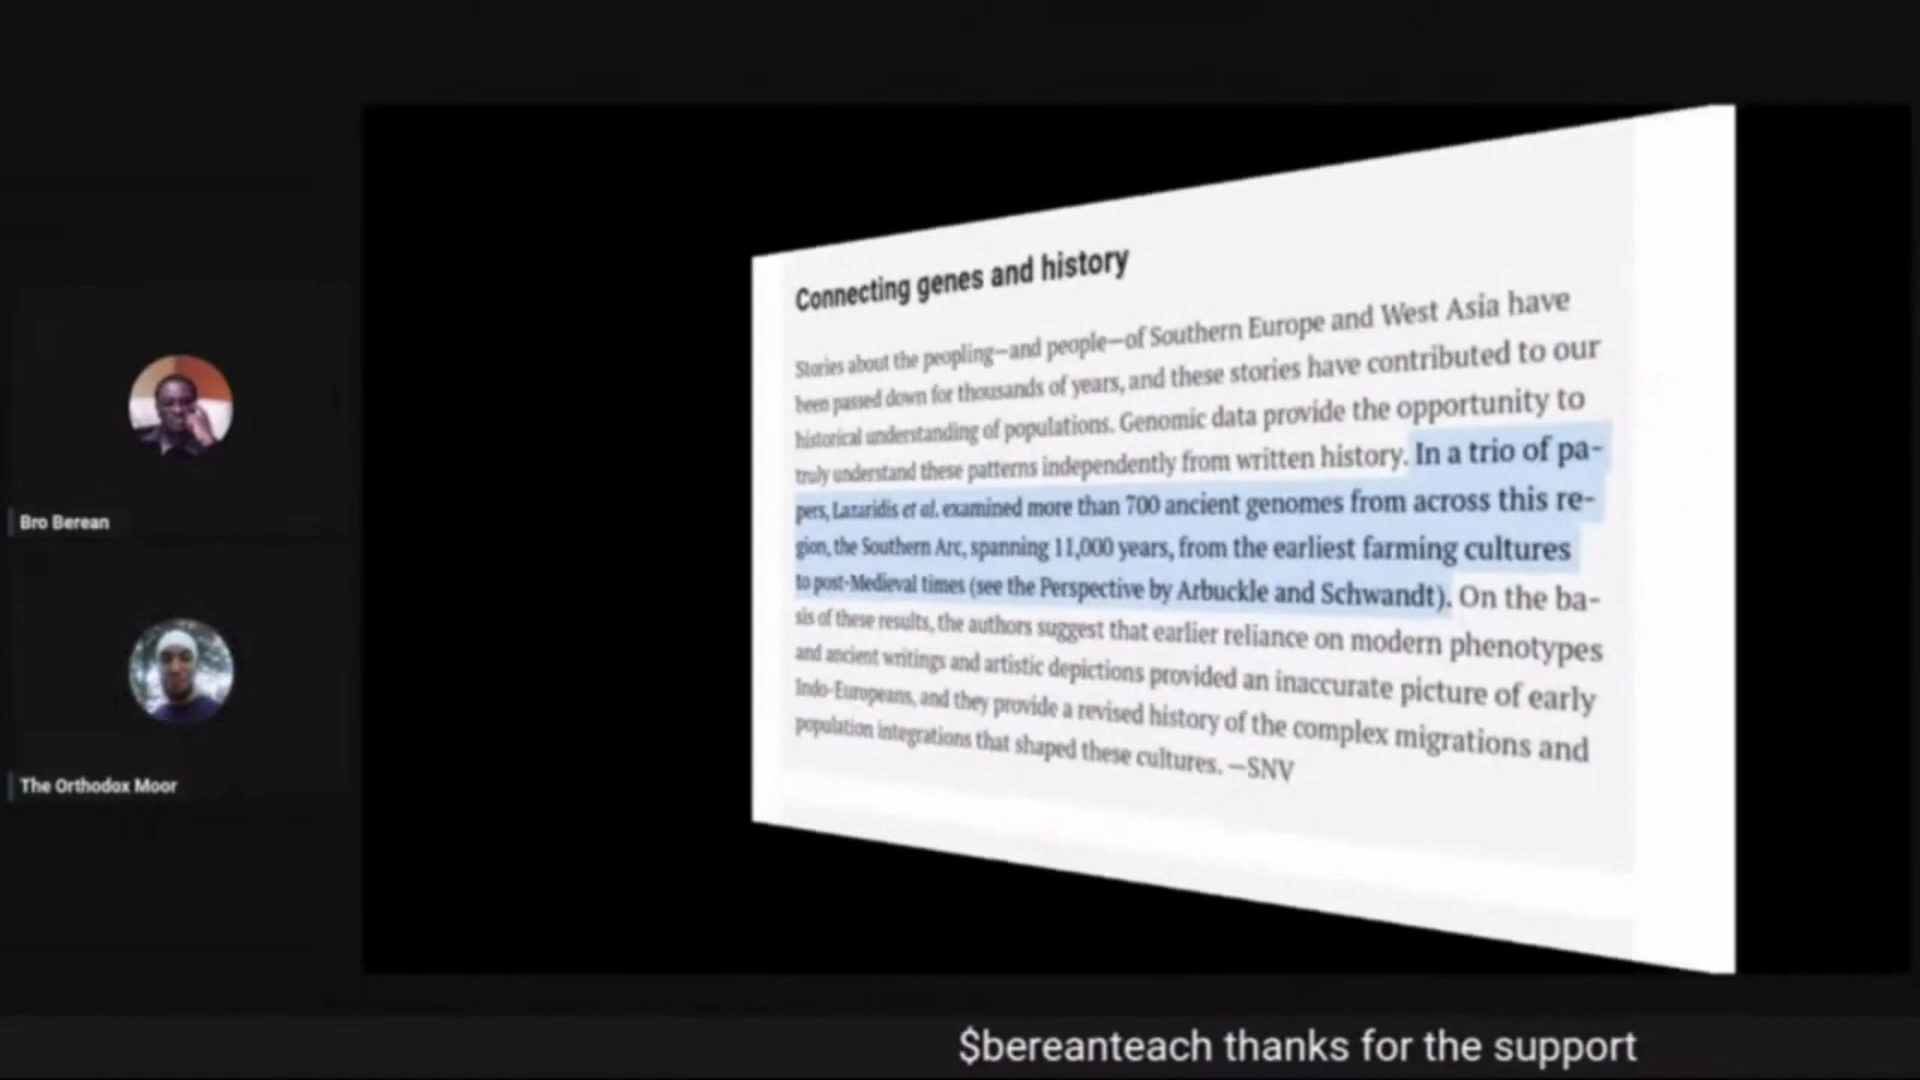 Bro Berean
The Orthodox Moor
Connecting genes and history
Stories about the peopling—and people—of Southern Europe and West Asia have
been passed down for thousands of years, and these stories have contributed to our
historical understanding of populations. Genomic data provide the opportunity to
truly understand these patterns independently from written history. In a trio of pa-
pers, Lazaridis et al. examined more than 700 ancient genomes from across this re-
gion, the Southern Arc, spanning 11,000 years, from the earliest farming cultures
to post-Medieval times (see the Perspective by Arbuckle and Schwandt). On the ba-
sis of these results, the authors suggest that earlier reliance on modern phenotypes
and ancient writings and artistic depictions provided an inaccurate picture of early
Indo-Europeans, and they provide a revised history of the complex migrations and
population integrations that shaped these cultures. —SNV
$bereanteach thanks for the support